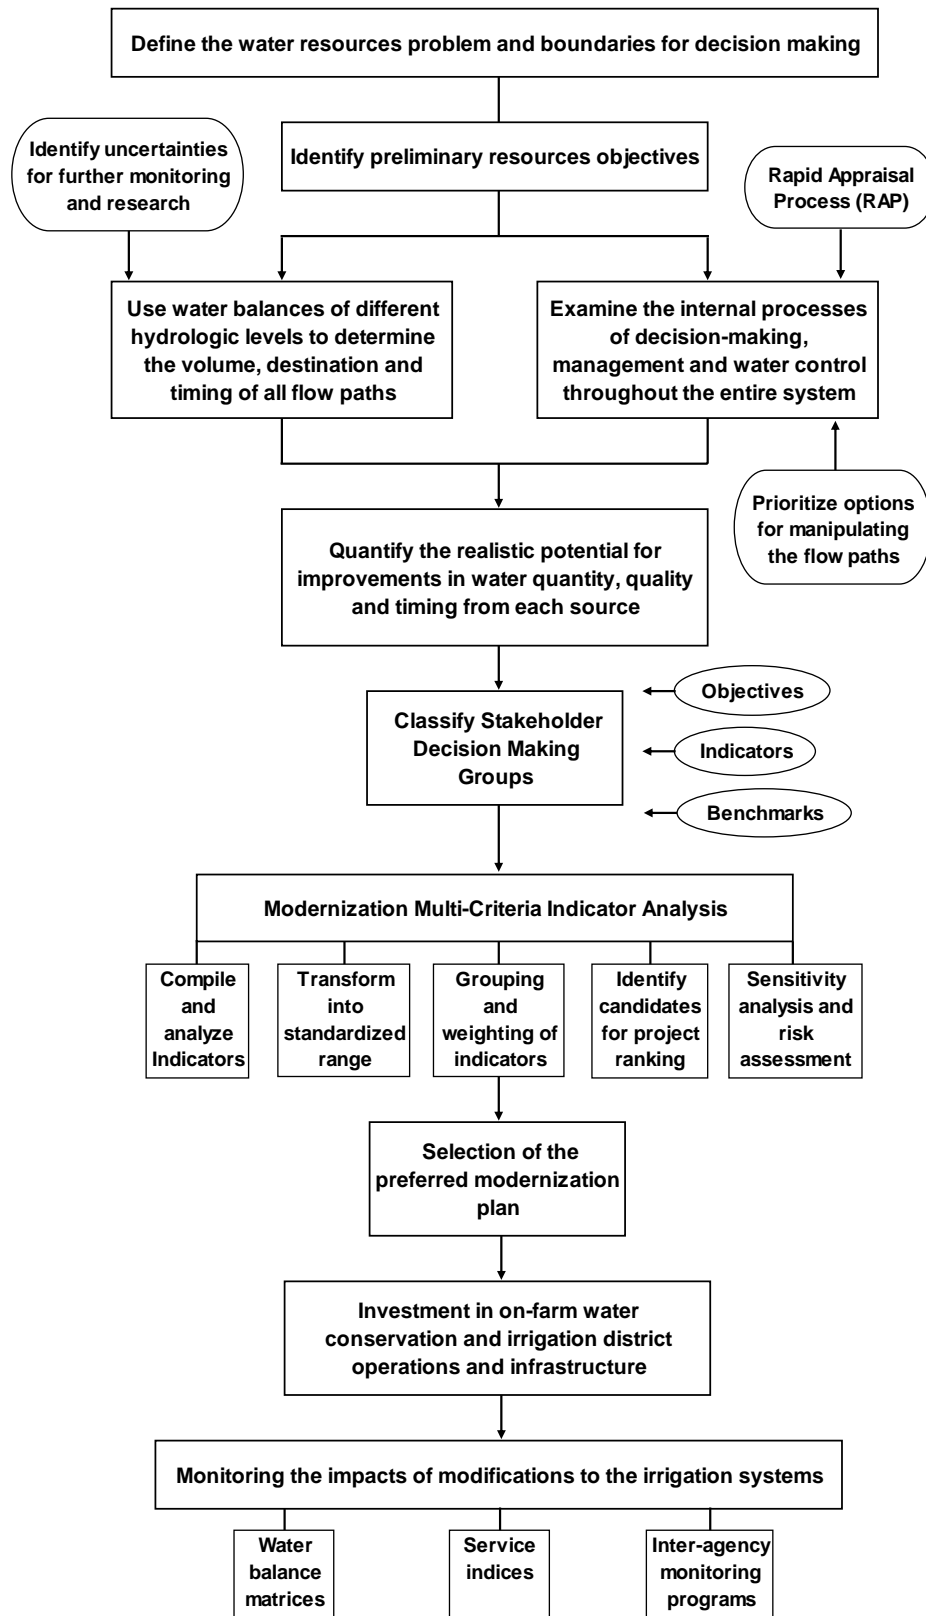 Define the water resources problem and boundaries for decision making
Identify uncertainties
for further monitoring
and research
Identify preliminary resources objectives
Rapid Appraisal
Process (RAP)
Use water balances of different
hydrologic levels to determine
the volume, destination and
timing of all flow paths
Examine the internal processes
of decision-making,
management and water control
throughout the entire system
Prioritize options
for manipulating
the flow paths
Quantify the realistic potential for
improvements in water quantity, quality
and timing from each source
Classify Stakeholder
Decision Making
Groups
Objectives
Indicators
Benchmarks
Modernization Multi-Criteria Indicator Analysis
Compile
and
analyze
Indicators
Transform
into
standardized
range
Grouping
and
weighting of
indicators
Identify
candidates
for project
ranking
Sensitivity
analysis and
risk
assessment
Selection of the
preferred modernization
plan
Investment in on-farm water
conservation and irrigation district
operations and infrastructure
Monitoring the impacts of modifications to the irrigation systems
Water
balance
matrices
Service
indices
Inter-agency
monitoring
programs